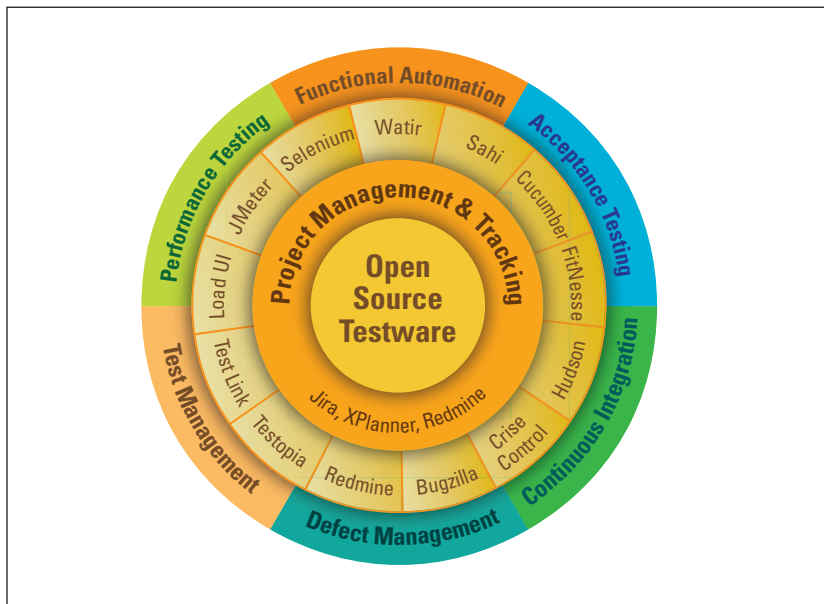 Functional Automation
Acceptance Testing
Continuous Integration
Defect Management
Test Management
Performance Testing
Watir
Sahi
Cucumber
FitNesse
Hudson
Crise
Control
Bugzilla
Redmine
Testopia
Test Link
Load UI
JMeter
Selenium
Project Management & Tracking
Jira, XPlanner, Redmine
Open
Source
Testware